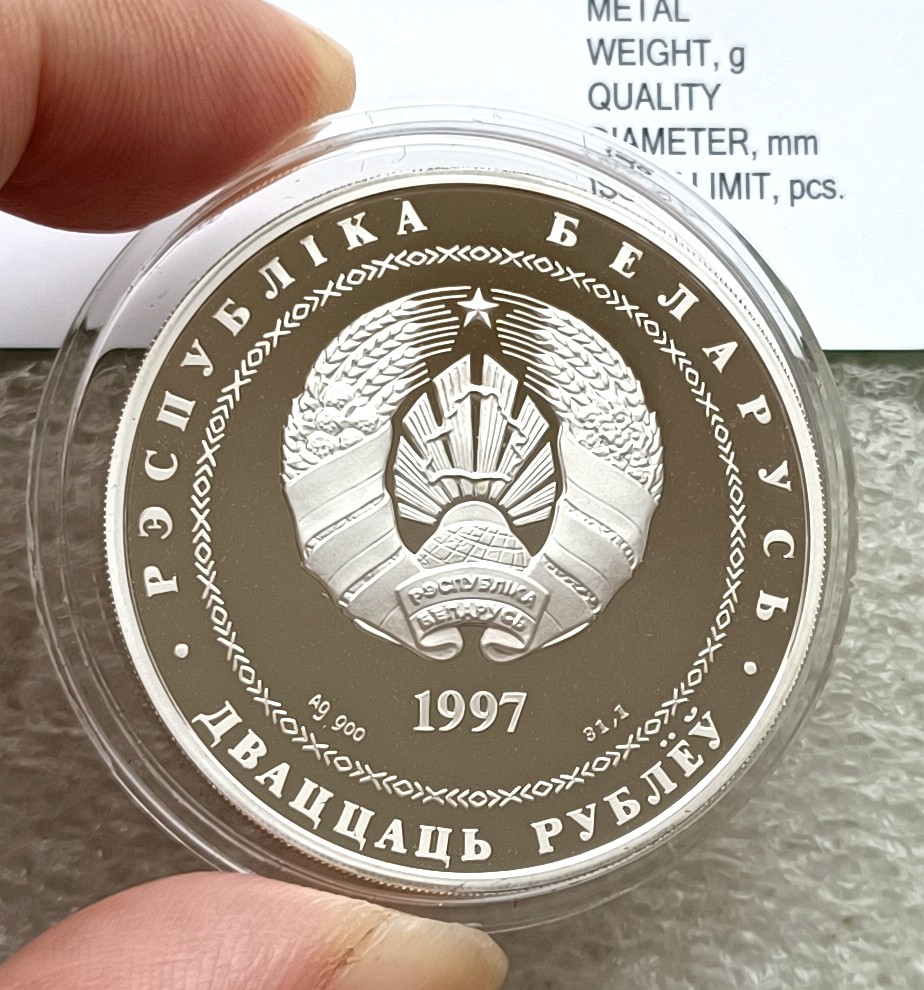 METAL
WEIGHT, g
QUALITY
DIAMETER, mm
LIMIT, pcs.
РЭСПУБЛІКА БЕЛАРУСЬ
РЭСПУБЛІКА
БЕЛАРУСЬ
1997
Ag 900
31,1
ДВАЦЦАЦЬ РУБЛЁЎ